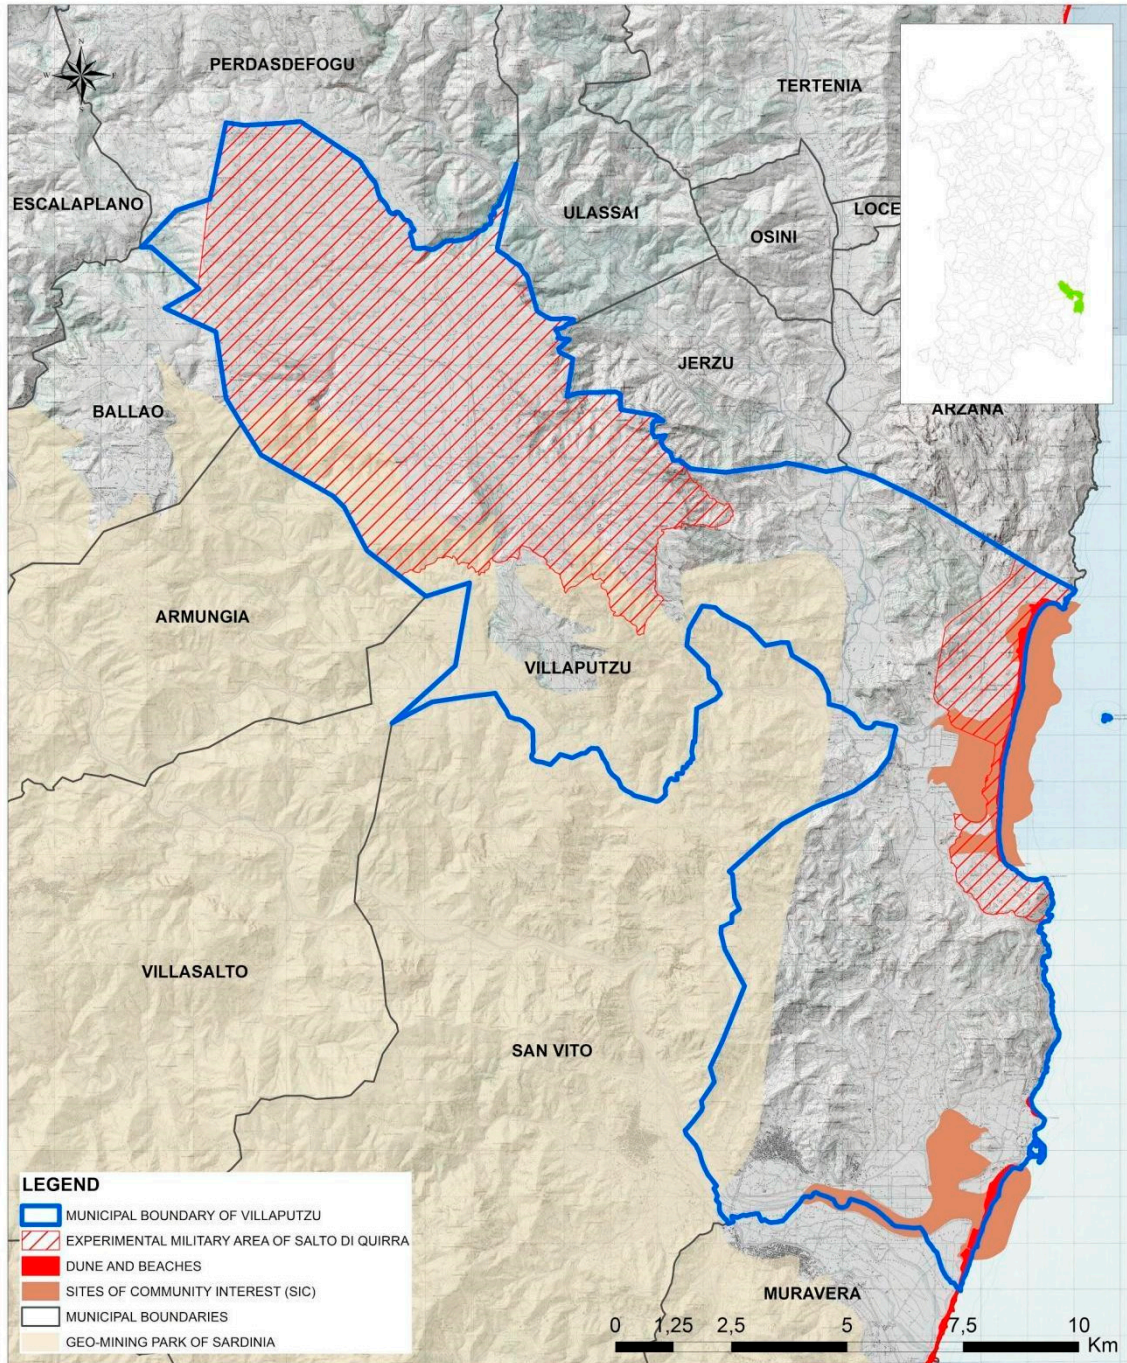 N
W E
S
PERDASDEFOGU
TERTENIA
ESCALAPLANO
ULASSAI
LOCE
OSINI
JERZU
BALLAO
ARZANA
ARMUNGIA
VILLAPUTZU
VILLASALTO
SAN VITO
MURAVERA
LEGEND
MUNICIPAL BOUNDARY OF VILLAPUTZU
EXPERIMENTAL MILITARY AREA OF SALTO DI QUIRRA
DUNE AND BEACHES
SITES OF COMMUNITY INTEREST (SIC)
MUNICIPAL BOUNDARIES
GEO-MINING PARK OF SARDINIA
0 1,25 2,5 5 7,5 10
Km